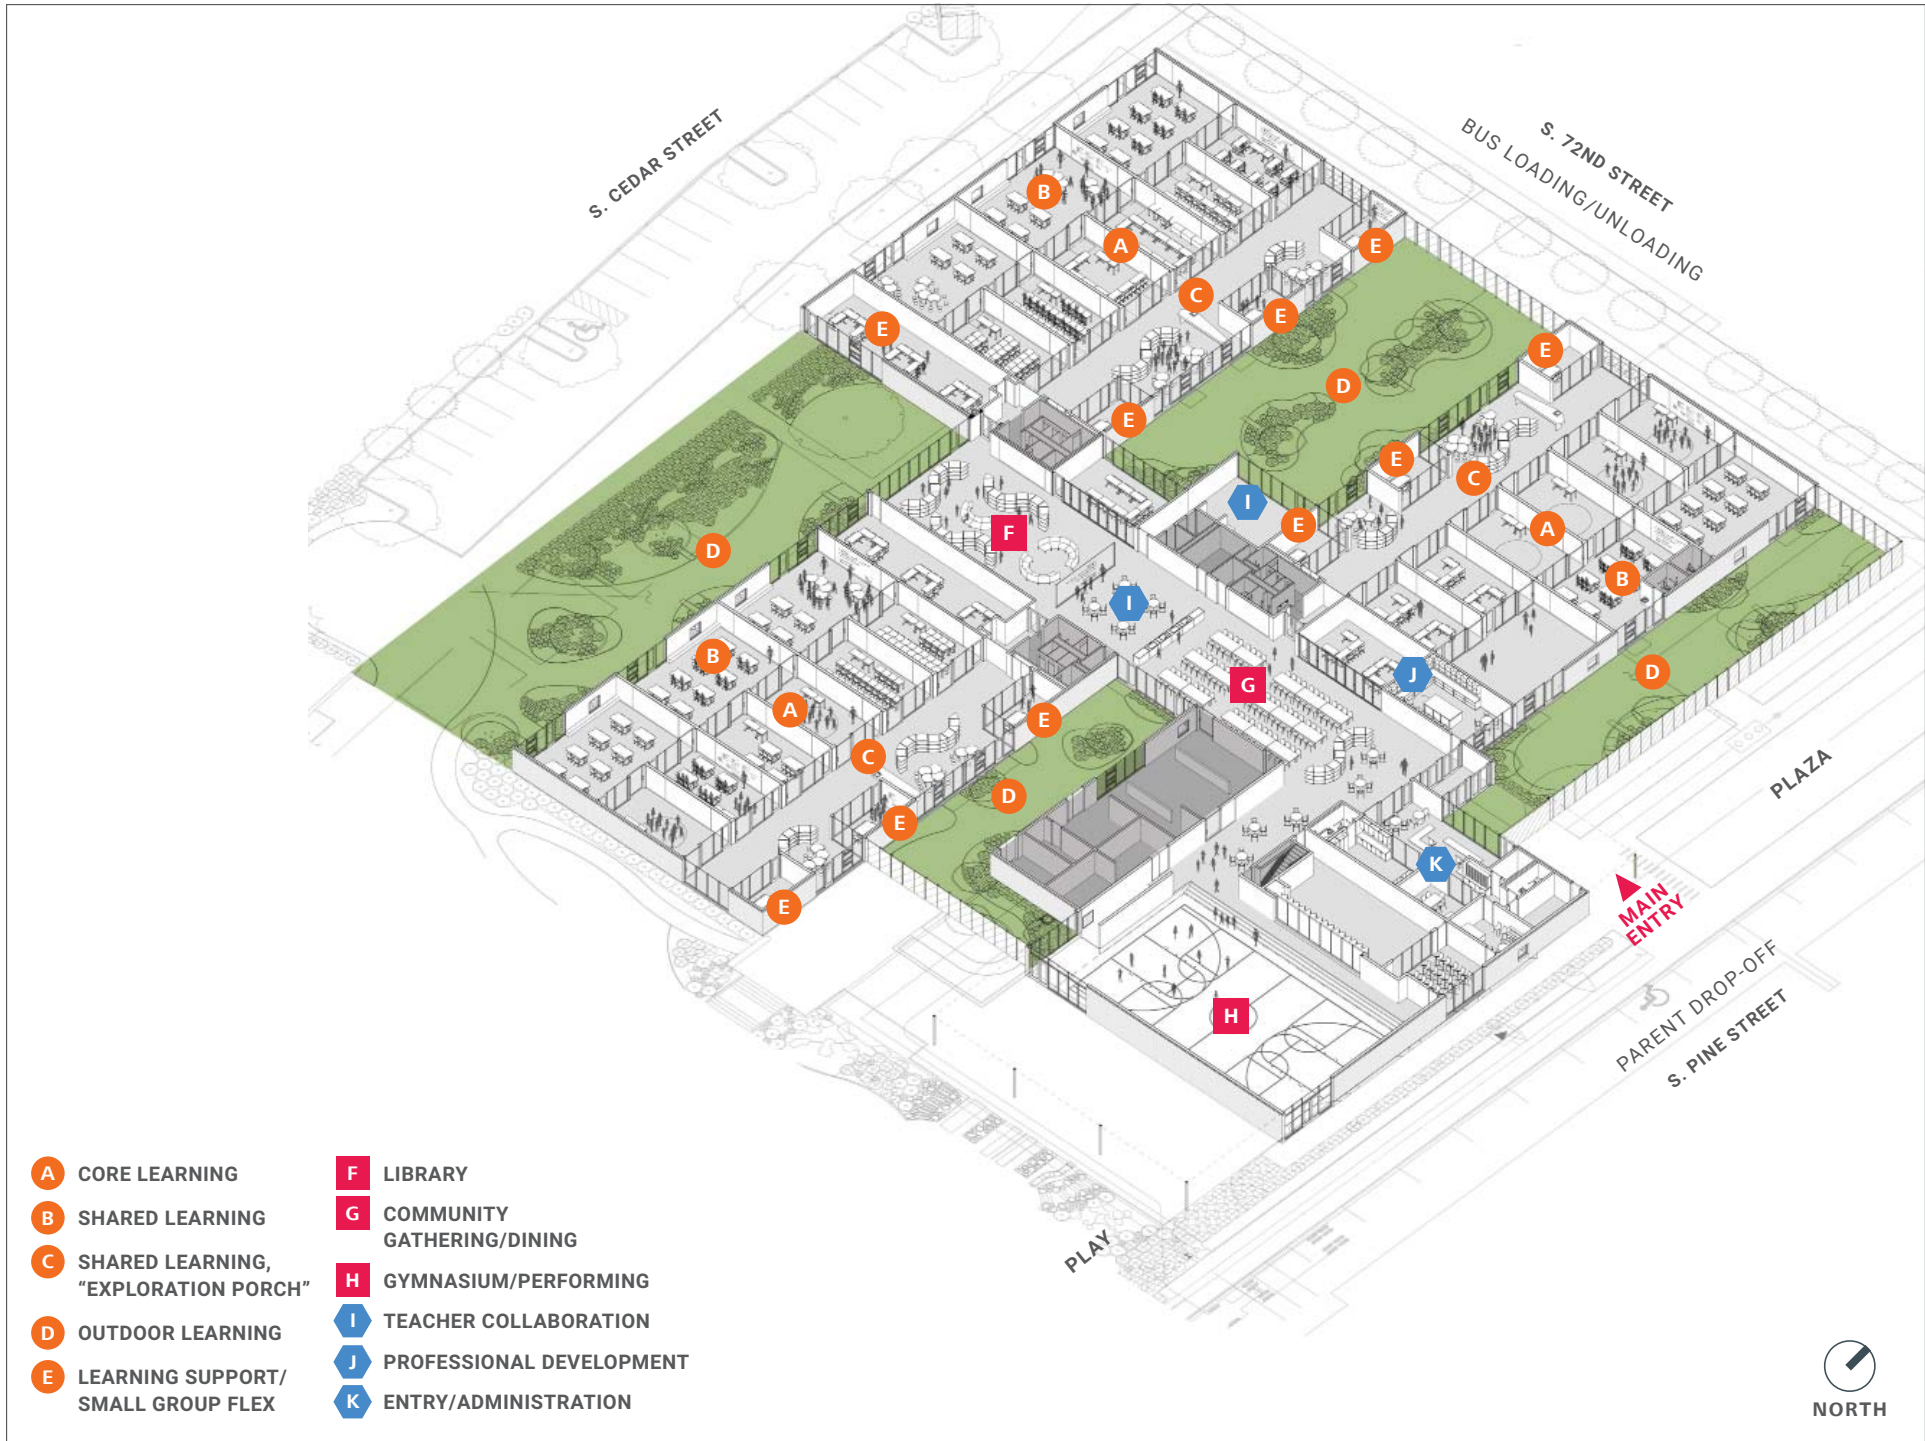 S. CEDAR STREET
S. 72ND STREET
BUS LOADING/UNLOADING
B
A
E
C
E
E
E
D
E
E
C
I
E
F
A
D
B
I
B
J
D
G
A
E
C
D
E
K
E
H
PLAZA
MAIN
ENTRY
PARENT DROP-OFF
S. PINE STREET
PLAY
A CORE LEARNING
B SHARED LEARNING
C SHARED LEARNING,
“EXPLORATION PORCH”
D OUTDOOR LEARNING
E LEARNING SUPPORT/
SMALL GROUP FLEX
F LIBRARY
G COMMUNITY
GATHERING/DINING
H GYMNASIUM/PERFORMING
I TEACHER COLLABORATION
J PROFESSIONAL DEVELOPMENT
K ENTRY/ADMINISTRATION
NORTH